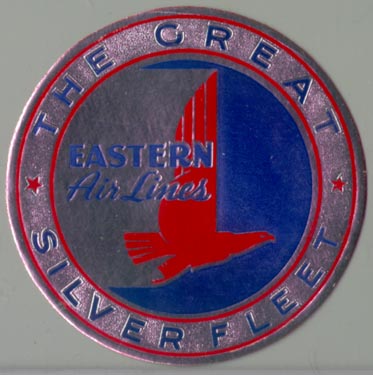 THE GREAT
EASTERN
Air Lines
SILVER FLEET